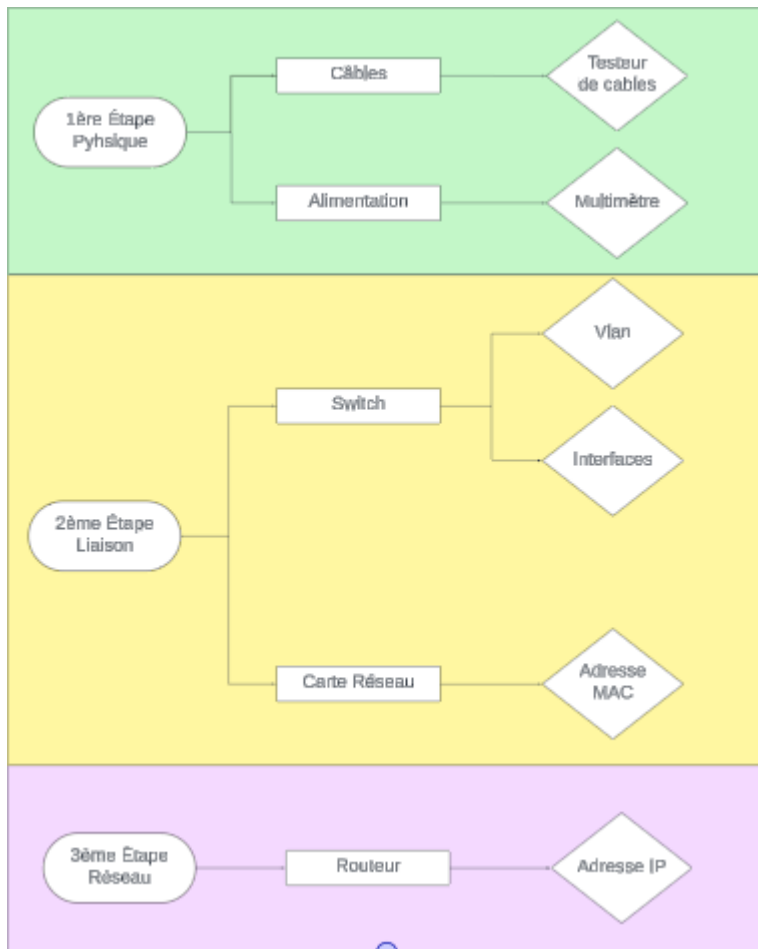 1ère Étape
Pyhsique
Câbles
Testeur
de cables
Alimentation
Multimètre
2ème Étape
Liaison
Switch
Vlan
Interfaces
Carte Réseau
Adresse
MAC
3ème Étape
Réseau
Routeur
Adresse IP